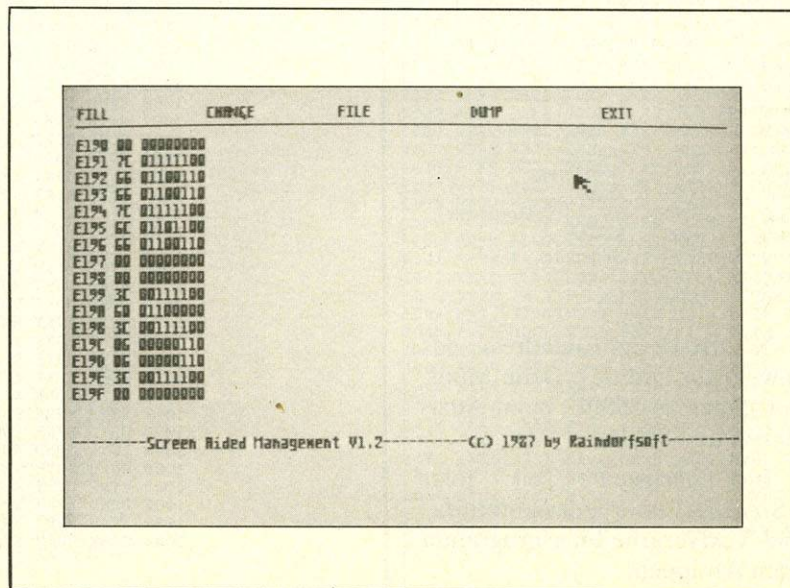 FILL CHANGE FILE DUMP EXIT
E190 00 00000000
E191 7C 01111100
E192 66 01100110
E193 66 01100110
E194 7C 01111100
E195 6C 01101100
E196 66 01100110
E197 00 00000000
E198 00 00000000
E199 3C 00111100
E19A 60 01100000
E19B 3C 00111100
E19C 06 00000110
E19D 06 00000110
E19E 3C 00111100
E19F 00 00000000
--------Screen Aided Management V1.2---------(c) 1987 by Raindorfsoft-------